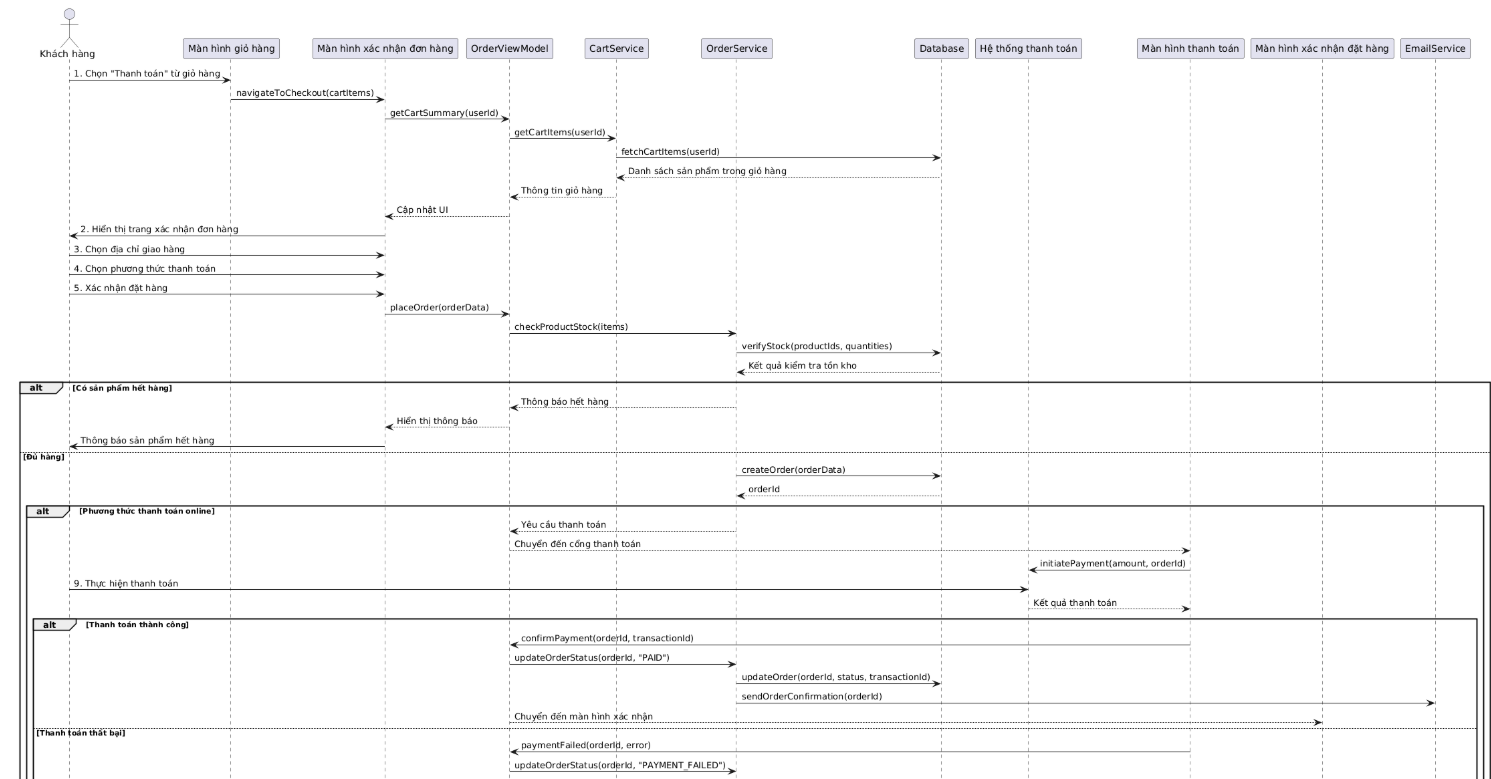 Khách hàng
Màn hình giỏ hàng
Màn hình xác nhận đơn hàng
OrderViewModel
CartService
OrderService
Database
Hệ thống thanh toán
Màn hình thanh toán
Màn hình xác nhận đặt hàng
EmailService
1. Chọn "Thanh toán" từ giỏ hàng
navigateToCheckout(cartItems)
getCartSummary(userId)
getCartItems(userId)
fetchCartItems(userId)
Danh sách sản phẩm trong giỏ hàng
Thông tin giỏ hàng
Cập nhật UI
2. Hiển thị trang xác nhận đơn hàng
3. Chọn địa chỉ giao hàng
4. Chọn phương thức thanh toán
5. Xác nhận đặt hàng
placeOrder(orderData)
checkProductStock(items)
verifyStock(productIds, quantities)
Kết quả kiểm tra tồn kho
alt [Có sản phẩm hết hàng]
Thông báo hết hàng
Hiển thị thông báo
Thông báo sản phẩm hết hàng
[Đủ hàng]
createOrder(orderData)
orderId
alt [Phương thức thanh toán online]
Yêu cầu thanh toán
Chuyển đến cổng thanh toán
initiatePayment(amount, orderId)
9. Thực hiện thanh toán
Kết quả thanh toán
alt [Thanh toán thành công]
confirmPayment(orderId, transactionId)
updateOrderStatus(orderId, "PAID")
updateOrder(orderId, status, transactionId)
sendOrderConfirmation(orderId)
Chuyển đến màn hình xác nhận
[Thanh toán thất bại]
paymentFailed(orderId, error)
updateOrderStatus(orderId, "PAYMENT_FAILED")